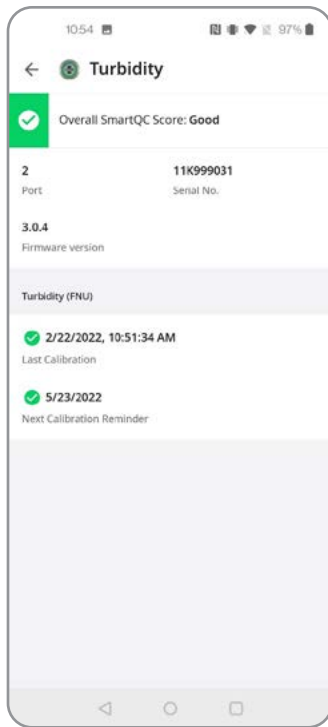 10:54 97%
Turbidity
Overall SmartQC Score: Good
2 11K999031
Port Serial No.
3.0.4
Firmware version
Turbidity (FNU)
2/22/2022, 10:51:34 AM
Last Calibration
5/23/2022
Next Calibration Reminder